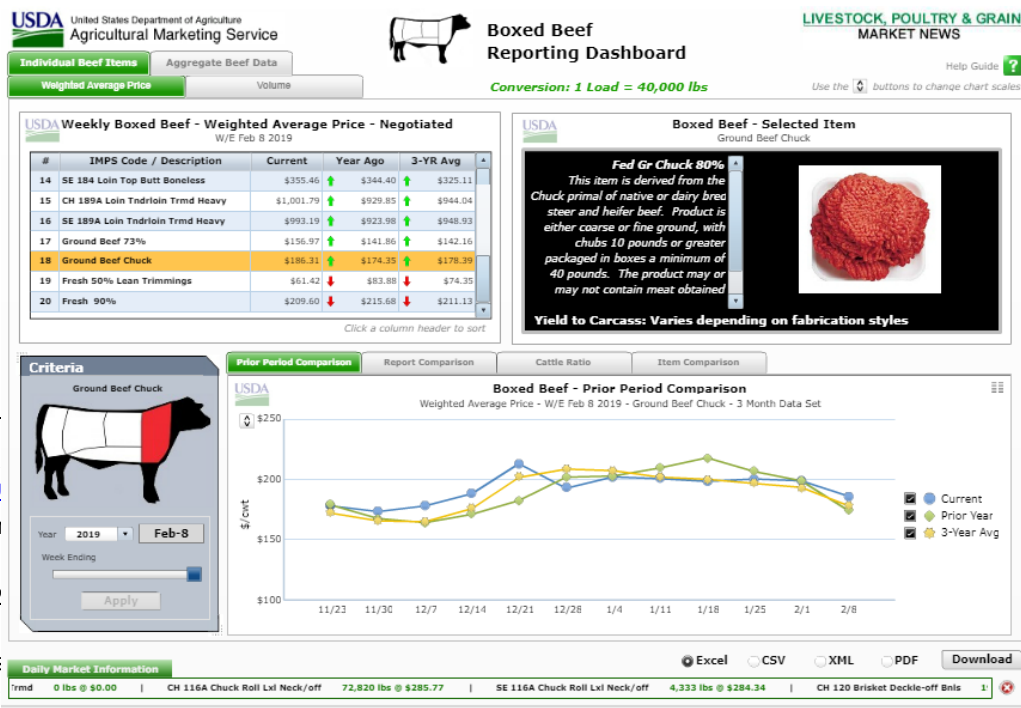 USDA United States Department of Agriculture
Agricultural Marketing Service
Boxed Beef
Reporting Dashboard
LIVESTOCK, POULTRY & GRAIN
MARKET NEWS
Individual Beef Items Aggregate Beef Data
Help Guide ?
Weighted Average Price Volume
Conversion: 1 Load = 40,000 lbs
Use the buttons to change chart scales
USDA Weekly Boxed Beef - Weighted Average Price - Negotiated
W/E Feb 8 2019
# IMPS Code / Description Current Year Ago 3-YR Avg
14 SE 184 Loin Top Butt Boneless $355.46 $344.40 $325.11
15 CH 189A Loin Tndrloin Trmd Heavy $1,001.79 $929.85 $944.04
16 SE 189A Loin Tndrloin Trmd Heavy $993.19 $923.98 $948.93
17 Ground Beef 73% $156.97 $141.86 $142.16
18 Ground Beef Chuck $186.31 $174.35 $178.39
19 Fresh 50% Lean Trimmings $61.42 $83.88 $74.35
20 Fresh 90% $209.60 $215.68 $211.13
Click a column header to sort
USDA Boxed Beef - Selected Item
Ground Beef Chuck
Fed Gr Chuck 80%
This item is derived from the
Chuck primal of native or dairy bred
steer and heifer beef. Product is
either coarse or fine ground, with
chubs 10 pounds or greater
packaged in boxes a minimum of
40 pounds. The product may or
may not contain meat obtained
Yield to Carcass: Varies depending on fabrication styles
Criteria
Ground Beef Chuck
Year 2019 Feb-8
Week Ending
Apply
Prior Period Comparison Report Comparison Cattle Ratio Item Comparison
USDA Boxed Beef - Prior Period Comparison
Weighted Average Price - W/E Feb 8 2019 - Ground Beef Chuck - 3 Month Data Set
$250
$200
$150
$100
$/cwt
11/23 11/30 12/7 12/14 12/21 12/28 1/4 1/11 1/18 1/25 2/1 2/8
Current
Prior Year
3-Year Avg
Excel CSV XML PDF Download
Daily Market Information
Trmd 0 lbs @ $0.00 | CH 116A Chuck Roll Lxl Neck/off 72,820 lbs @ $285.77 | SE 116A Chuck Roll Lxl Neck/off 4,333 lbs @ $284.34 | CH 120 Brisket Deckle-off Bnls